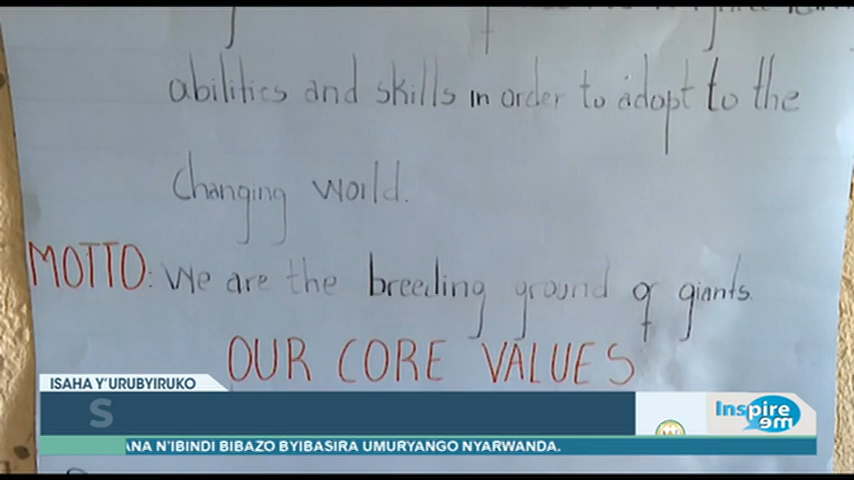 abilities and skills in order to adopt to the
changing world.
MOTTO: We are the breeding ground of giants.
OUR CORE VALUES
ISAHA Y'URUBYIRUKO
S
Inspire
me
ANA N'IBINDI BIBAZO BYIBASIRA UMURYANGO NYARWANDA.